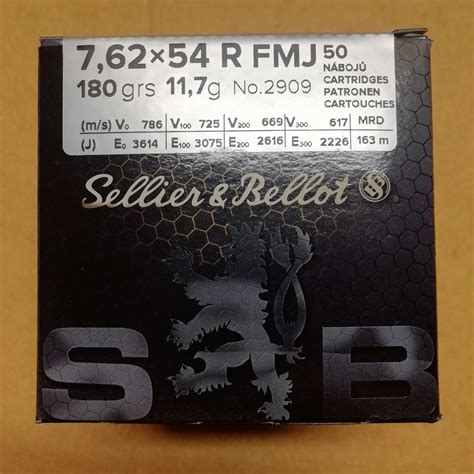 7,62×54 R FMJ 50
NÁBOJŮ
CARTRIDGES
PATRONEN
CARTOUCHES
180 grs 11,7g No.2909
(m/s) V0 786 V100 725 V200 669 V300 617 MRD
(J) E0 3614 E100 3075 E200 2616 E300 2226 163 m
Sellier & Bellot
S B